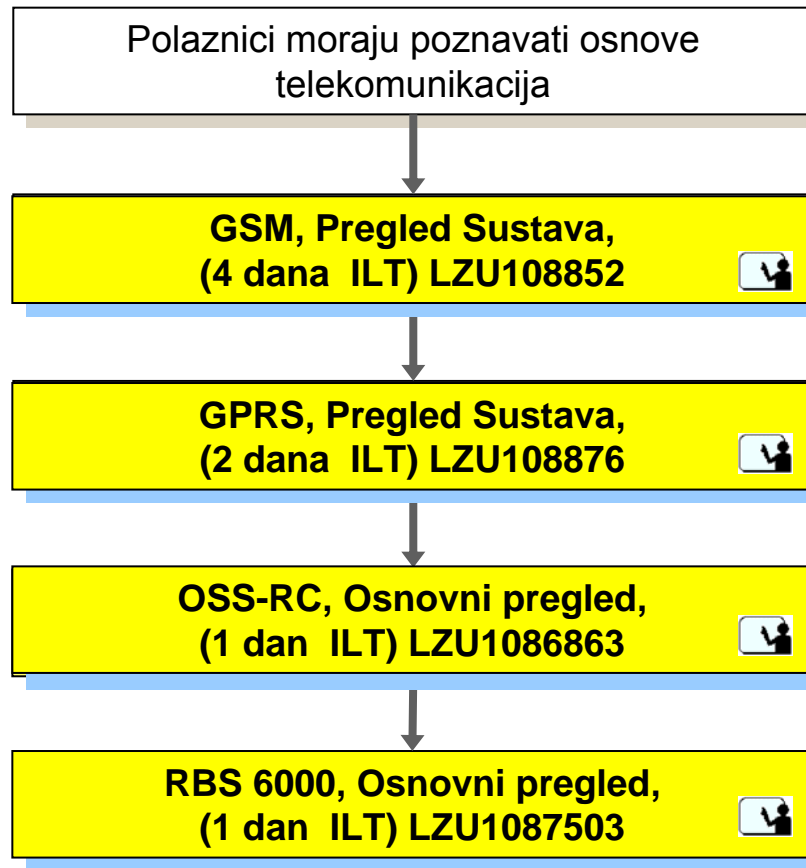 Polaznici moraju poznavati osnove
telekomunikacija
GSM, Pregled Sustava,
(4 dana ILT) LZU108852
GPRS, Pregled Sustava,
(2 dana ILT) LZU108876
OSS-RC, Osnovni pregled,
(1 dan ILT) LZU1086863
RBS 6000, Osnovni pregled,
(1 dan ILT) LZU1087503